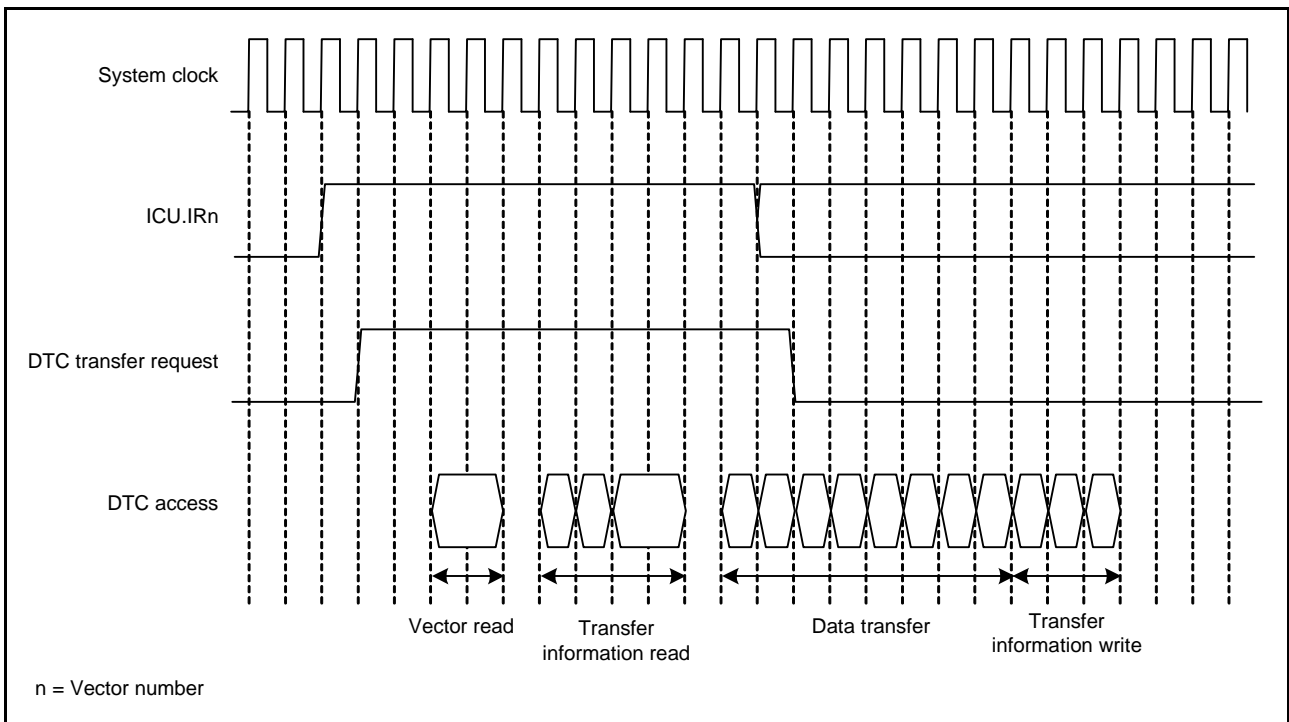 System clock
ICU.IRn
DTC transfer request
DTC access
Vector read
Transfer
information read
Data transfer
Transfer
information write
n = Vector number